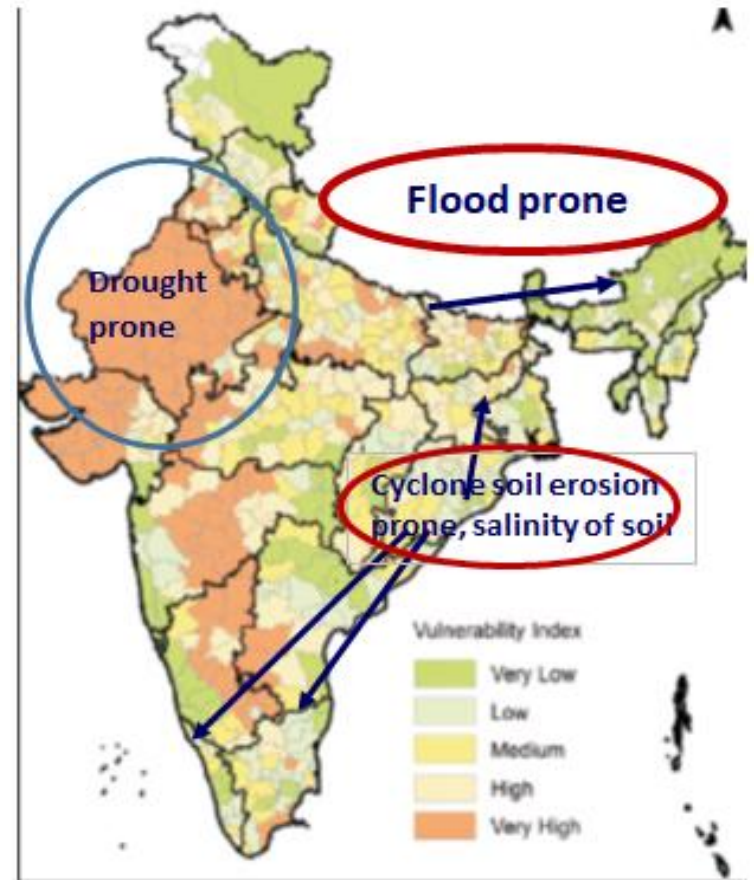 A
Flood prone
Drought
prone
Cyclone soil erosion
prone, salinity of soil
Vulnerability Index
Very Low
Low
Medium
High
Very High